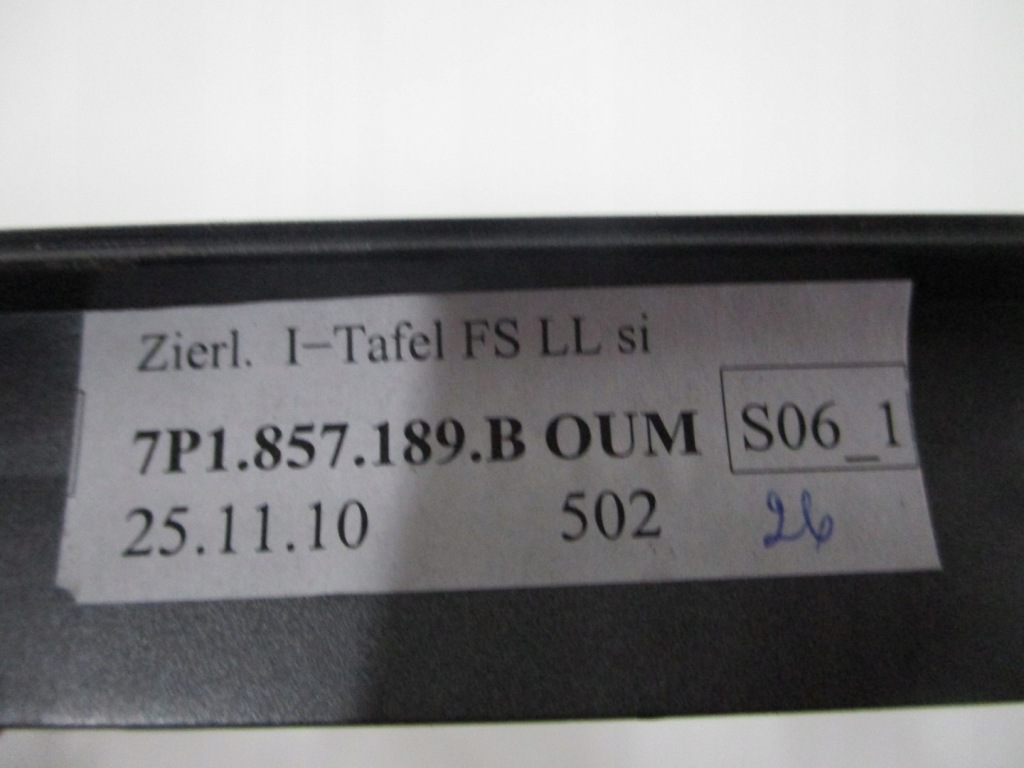 Zierl. I-Tafel FS LL si
7P1.857.189.B OUM S06_1
25.11.10 502 26